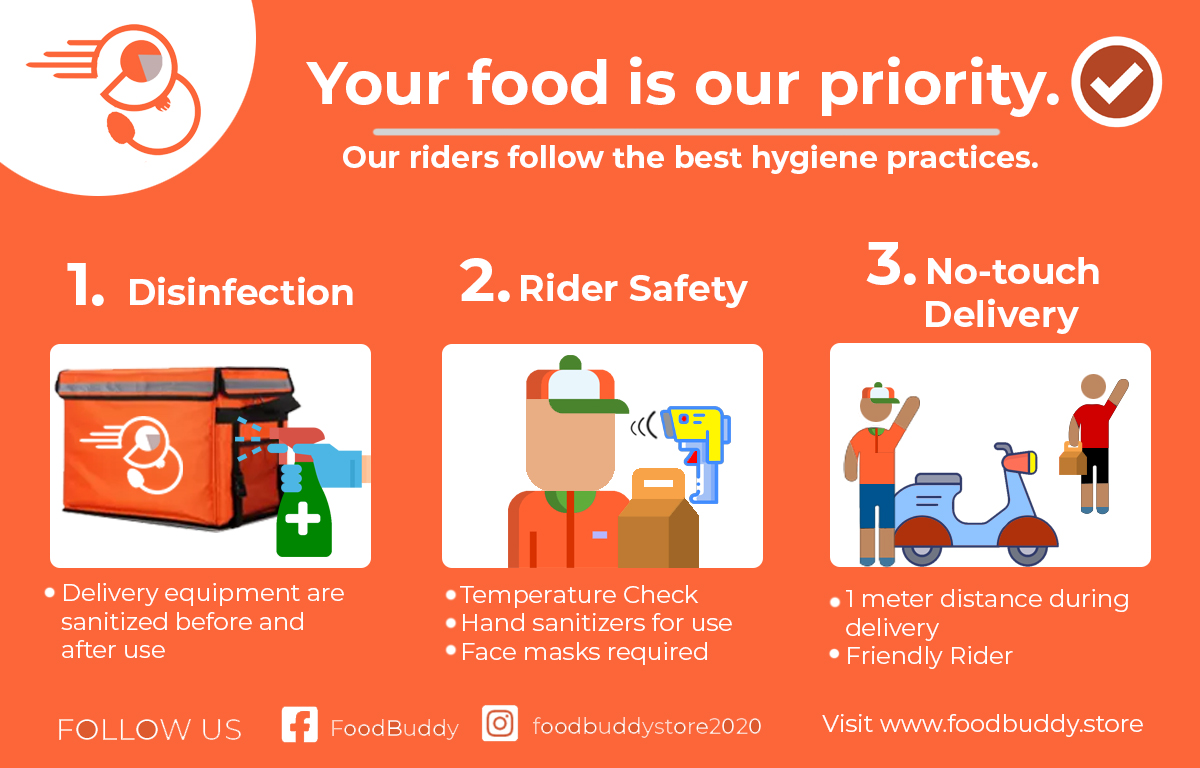 Your food is our priority.
Our riders follow the best hygiene practices.
1. Disinfection
2. Rider Safety
3. No-touch
Delivery
Delivery equipment are
sanitized before and
after use
Temperature Check
Hand sanitizers for use
Face masks required
1 meter distance during
delivery
Friendly Rider
FOLLOW US
FoodBuddy
foodbuddystore2020
Visit www.foodbuddy.store